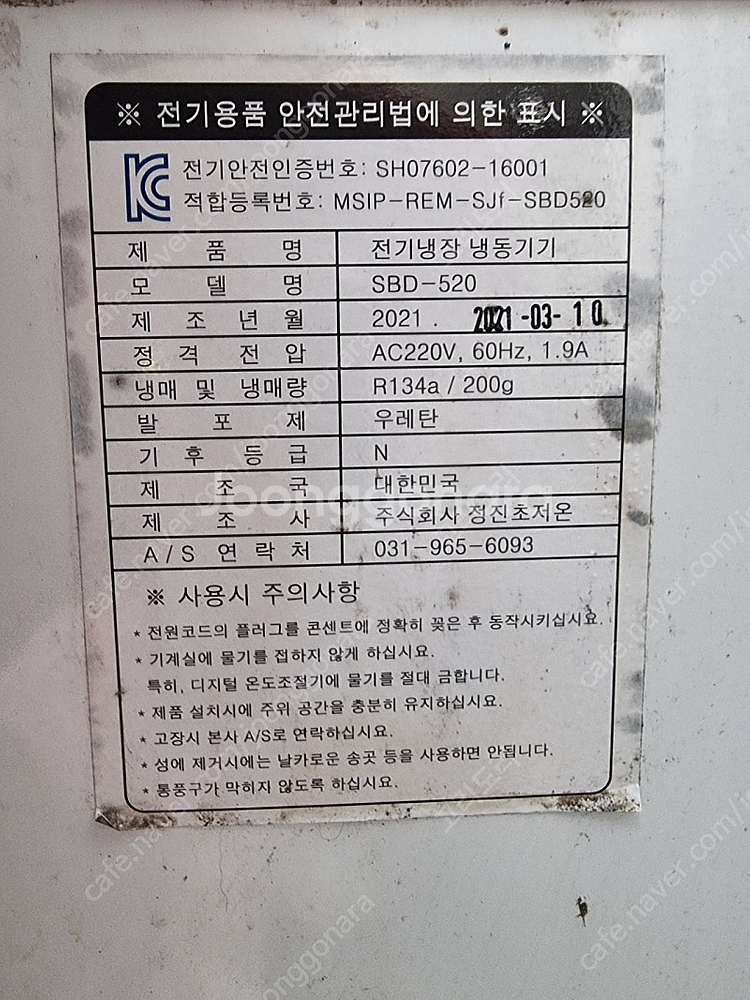 ※ 전기용품 안전관리법에 의한 표시 ※
전기안전인증번호: SH07602-16001
적합등록번호: MSIP-REM-SJf-SBD520
제 품 명 전기냉장 냉동기기
모 델 명 SBD-520
제 조 년 월 2021 . 2021-03-10
정 격 전 압 AC220V, 60Hz, 1.9A
냉매 및 냉매량 R134a / 200g
발 포 제 우레탄
기 후 등 급 N
제 조 국 대한민국
제 조 사 주식회사 정진초저온
A/S 연 락 처 031-965-6093
※ 사용시 주의사항
* 전원코드의 플러그를 콘센트에 정확히 꽂은 후 동작시키십시요.
* 기계실에 물기를 접하지 않게 하십시요.
특히, 디지털 온도조절기에 물기를 절대 금합니다.
* 제품 설치시에 주위 공간을 충분히 유지하십시요.
* 고장시 본사 A/S로 연락하십시요.
* 성에 제거시에는 날카로운 송곳 등을 사용하면 안됩니다.
* 통풍구가 막히지 않도록 하십시요.
Joonggonara
cafe.naver.com/joonggonara